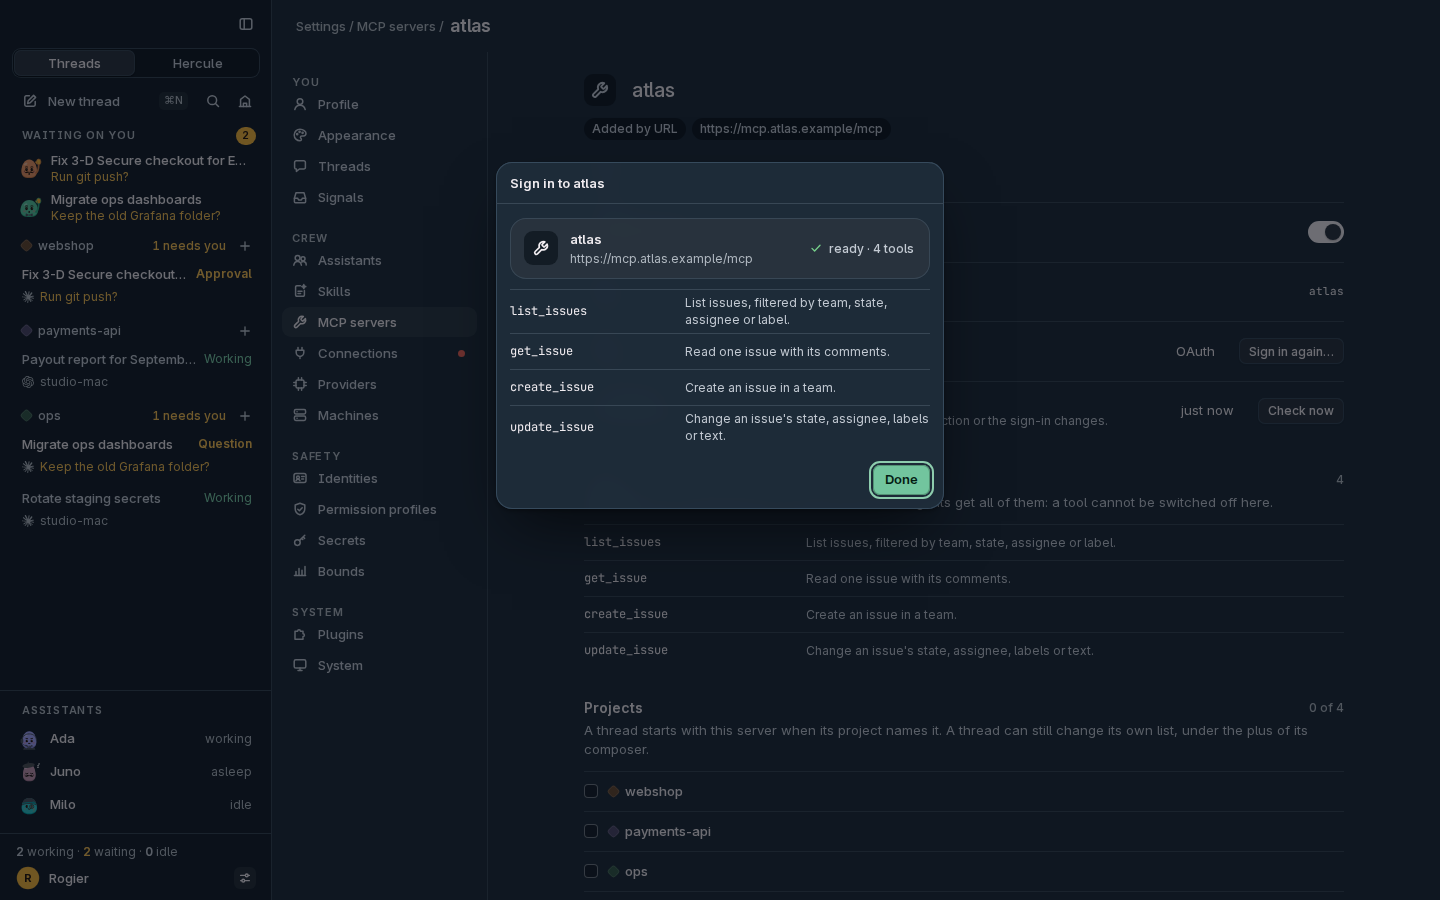 Threads
Hercule
New thread
⌘N
WAITING ON YOU
2
Fix 3-D Secure checkout for E…
Run git push?
Migrate ops dashboards
Keep the old Grafana folder?
webshop
1 needs you
Fix 3-D Secure checkout…
Approval
Run git push?
payments-api
Payout report for Septemb…
Working
studio-mac
ops
1 needs you
Migrate ops dashboards
Question
Keep the old Grafana folder?
Rotate staging secrets
Working
studio-mac
ASSISTANTS
Ada
working
Juno
asleep
Milo
idle
2 working · 2 waiting · 0 idle
R
Rogier
Settings / MCP servers / atlas
YOU
Profile
Appearance
Threads
Signals
CREW
Assistants
Skills
MCP servers
Connections
Providers
Machines
SAFETY
Identities
Permission profiles
Secrets
Bounds
SYSTEM
Plugins
System
atlas
Added by URL
https://mcp.atlas.example/mcp
Sign in to atlas
atlas
https://mcp.atlas.example/mcp
ready · 4 tools
list_issues
List issues, filtered by team, state,
assignee or label.
get_issue
Read one issue with its comments.
create_issue
Create an issue in a team.
update_issue
Change an issue's state, assignee, labels
or text.
Done
atlas
OAuth
Sign in again…
or the sign-in changes.
just now
Check now
4
get all of them: a tool cannot be switched off here.
list_issues
List issues, filtered by team, state, assignee or label.
get_issue
Read one issue with its comments.
create_issue
Create an issue in a team.
update_issue
Change an issue's state, assignee, labels or text.
Projects
0 of 4
A thread starts with this server when its project names it. A thread can still change its own list, under the plus of its
composer.
webshop
payments-api
ops